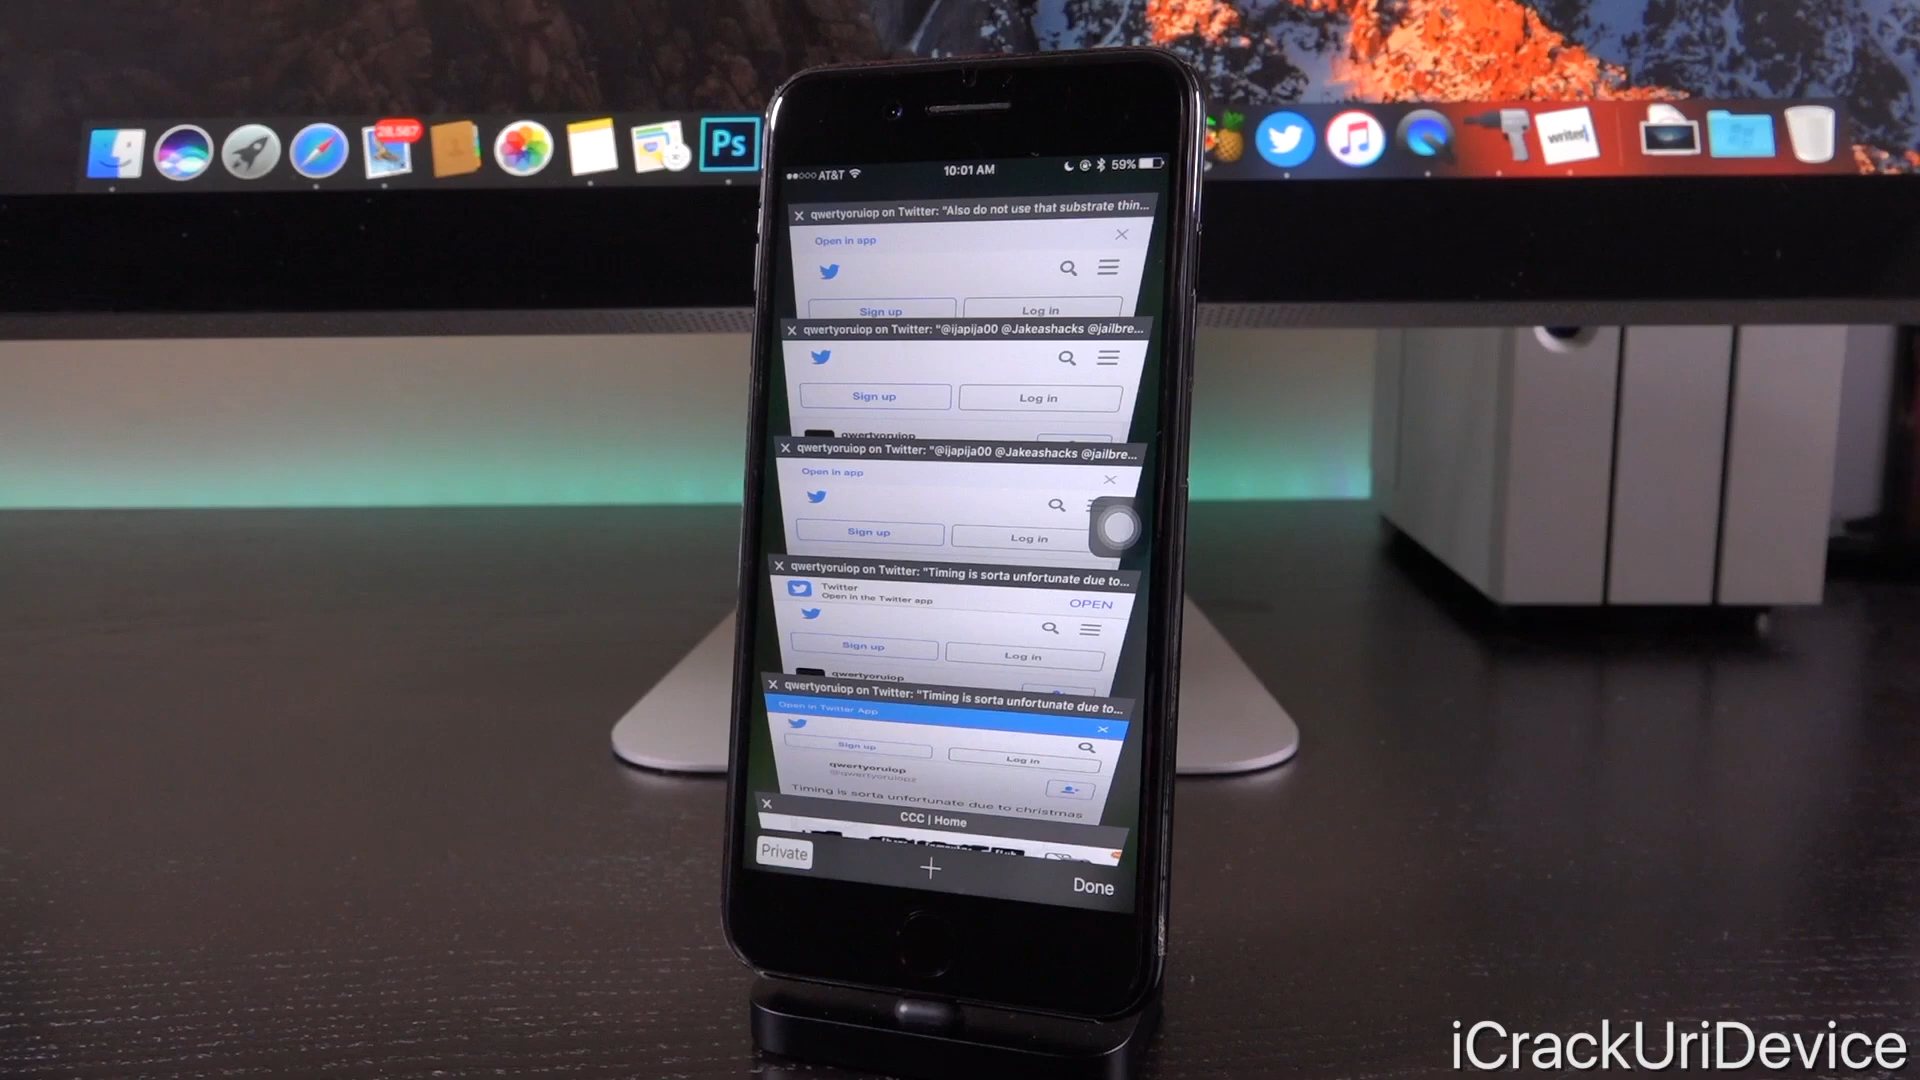 28,567
Ps
writer
AT&T
10:01 AM
59%
qwertyoruiop on Twitter: "Also do not use that substrate thin...
Open in app
Sign up
Log in
qwertyoruiop on Twitter: "@ijapija00 @Jakeashacks @jailbre...
Sign up
Log in
qwertyoruiop
qwertyoruiop on Twitter: "@ijapija00 @Jakeashacks @jailbre...
Open in app
Sign up
Log in
qwertyoruiop on Twitter: "Timing is sorta unfortunate due to...
Twitter
Open in the Twitter app
OPEN
Sign up
Log in
qwertyoruiop
qwertyoruiop on Twitter: "Timing is sorta unfortunate due to...
Open in Twitter App
Sign up
Log in
qwertyoruiop
@qwertyoruiopz
Timing is sorta unfortunate due to christmas
CCC | Home
Private
Done
iCrackUriDevice